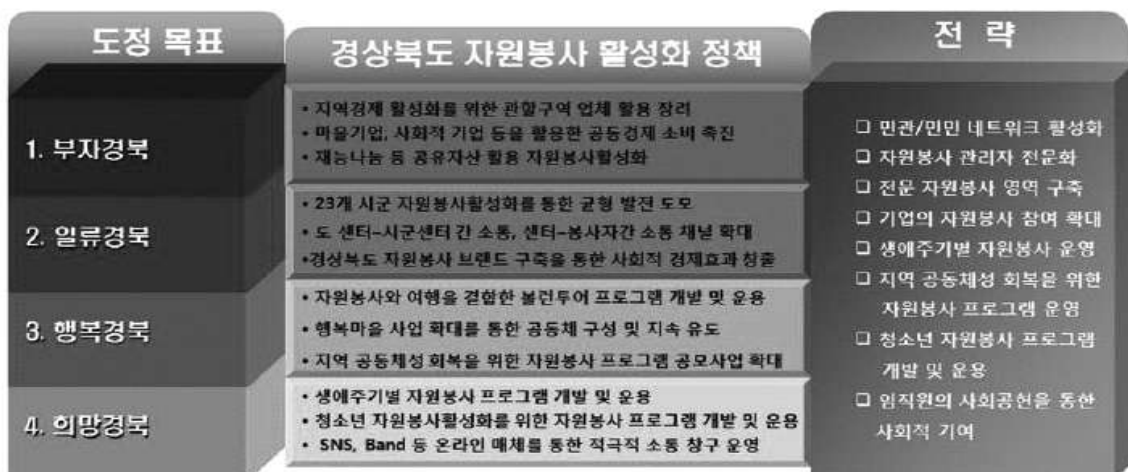 도정 목표
경상북도 자원봉사 활성화 정책
전 략
1. 부자경북
• 지역경제 활성화를 위한 관할구역 업체 활용 장려
• 마을기업, 사회적 기업 등을 활용한 공동경제 소비 촉진
• 재능나눔 등 공유자산 활용 자원봉사활성화
2. 일류경북
• 23개 시군 자원봉사활성화를 통한 균형 발전 도모
• 도 센터-시군센터 간 소통, 센터-봉사자간 소통 채널 확대
•경상북도 자원봉사 브랜드 구축을 통한 사회적 경제효과 창출
3. 행복경북
• 자원봉사와 여행을 결합한 볼런투어 프로그램 개발 및 운용
• 행복마을 사업 확대를 통한 공동체 구성 및 지속 유도
• 지역 공동체성 회복을 위한 자원봉사 프로그램 공모사업 확대
4. 희망경북
• 생애주기별 자원봉사 프로그램 개발 및 운용
• 청소년 자원봉사활성화를 위한 자원봉사 프로그램 개발 및 운용
• SNS, Band 등 온라인 매체를 통한 적극적 소통 창구 운영
❑ 민관/민민 네트워크 활성화
❑ 자원봉사 관리자 전문화
❑ 전문 자원봉사 영역 구축
❑ 기업의 자원봉사 참여 확대
❑ 생애주기별 자원봉사 운영
❑ 지역 공동체성 회복을 위한
자원봉사 프로그램 운영
❑ 청소년 자원봉사 프로그램
개발 및 운용
❑ 임직원의 사회공헌을 통한
사회적 기여